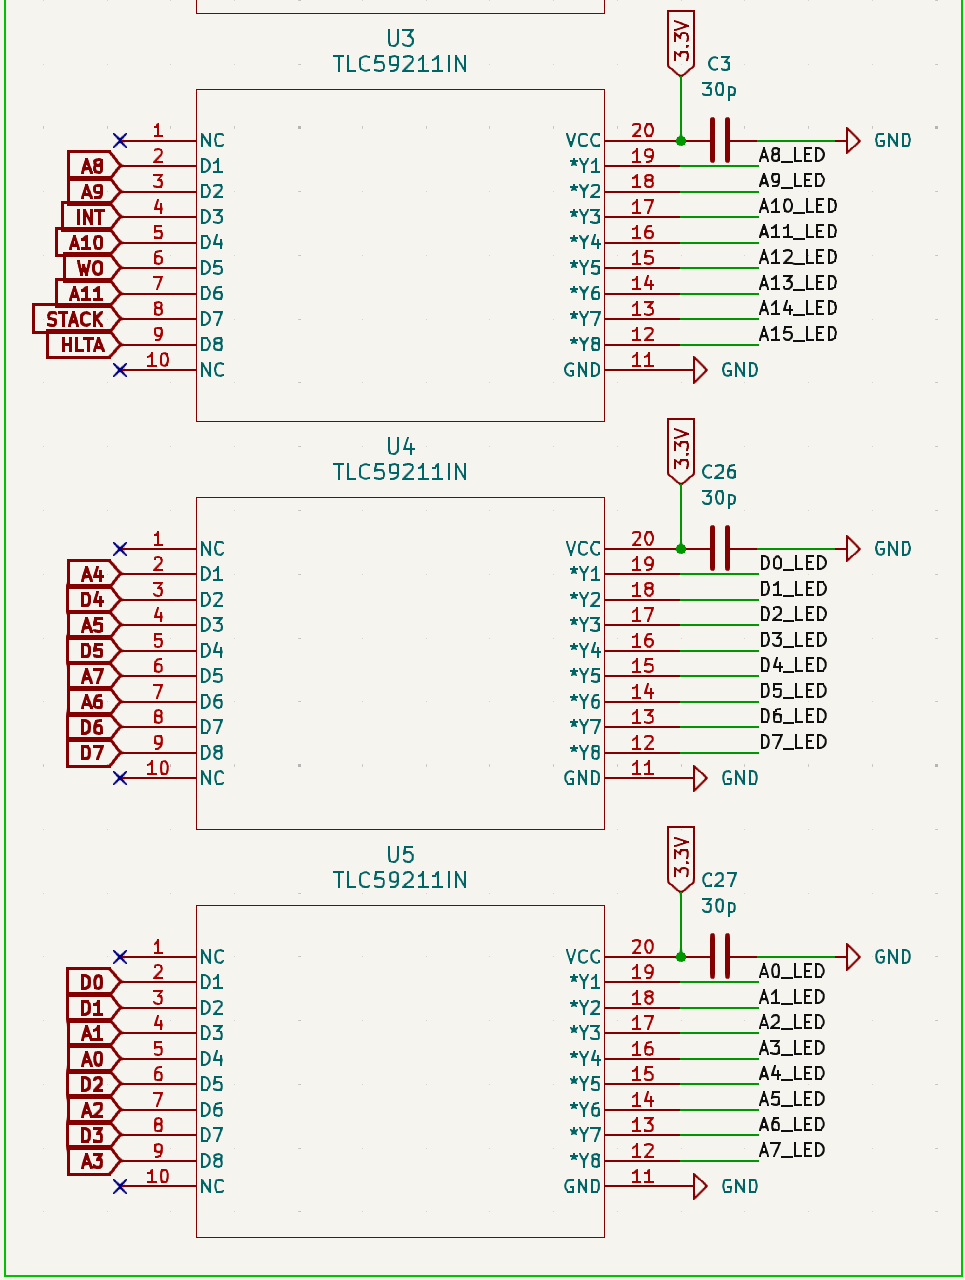 U3
TLC59211IN
3.3V
C3
30p
1 NC VCC 20 GND
A8 2 D1 *Y1 19 A8_LED
A9 3 D2 *Y2 18 A9_LED
INT 4 D3 *Y3 17 A10_LED
A10 5 D4 *Y4 16 A11_LED
WO 6 D5 *Y5 15 A12_LED
A11 7 D6 *Y6 14 A13_LED
STACK 8 D7 *Y7 13 A14_LED
HLTA 9 D8 *Y8 12 A15_LED
10 NC GND 11 GND
U4
TLC59211IN
3.3V
C26
30p
1 NC VCC 20 GND
A4 2 D1 *Y1 19 D0_LED
D4 3 D2 *Y2 18 D1_LED
A5 4 D3 *Y3 17 D2_LED
D5 5 D4 *Y4 16 D3_LED
A7 6 D5 *Y5 15 D4_LED
A6 7 D6 *Y6 14 D5_LED
D6 8 D7 *Y7 13 D6_LED
D7 9 D8 *Y8 12 D7_LED
10 NC GND 11 GND
U5
TLC59211IN
3.3V
C27
30p
1 NC VCC 20 GND
D0 2 D1 *Y1 19 A0_LED
D1 3 D2 *Y2 18 A1_LED
A1 4 D3 *Y3 17 A2_LED
A0 5 D4 *Y4 16 A3_LED
D2 6 D5 *Y5 15 A4_LED
A2 7 D6 *Y6 14 A5_LED
D3 8 D7 *Y7 13 A6_LED
A3 9 D8 *Y8 12 A7_LED
10 NC GND 11 GND